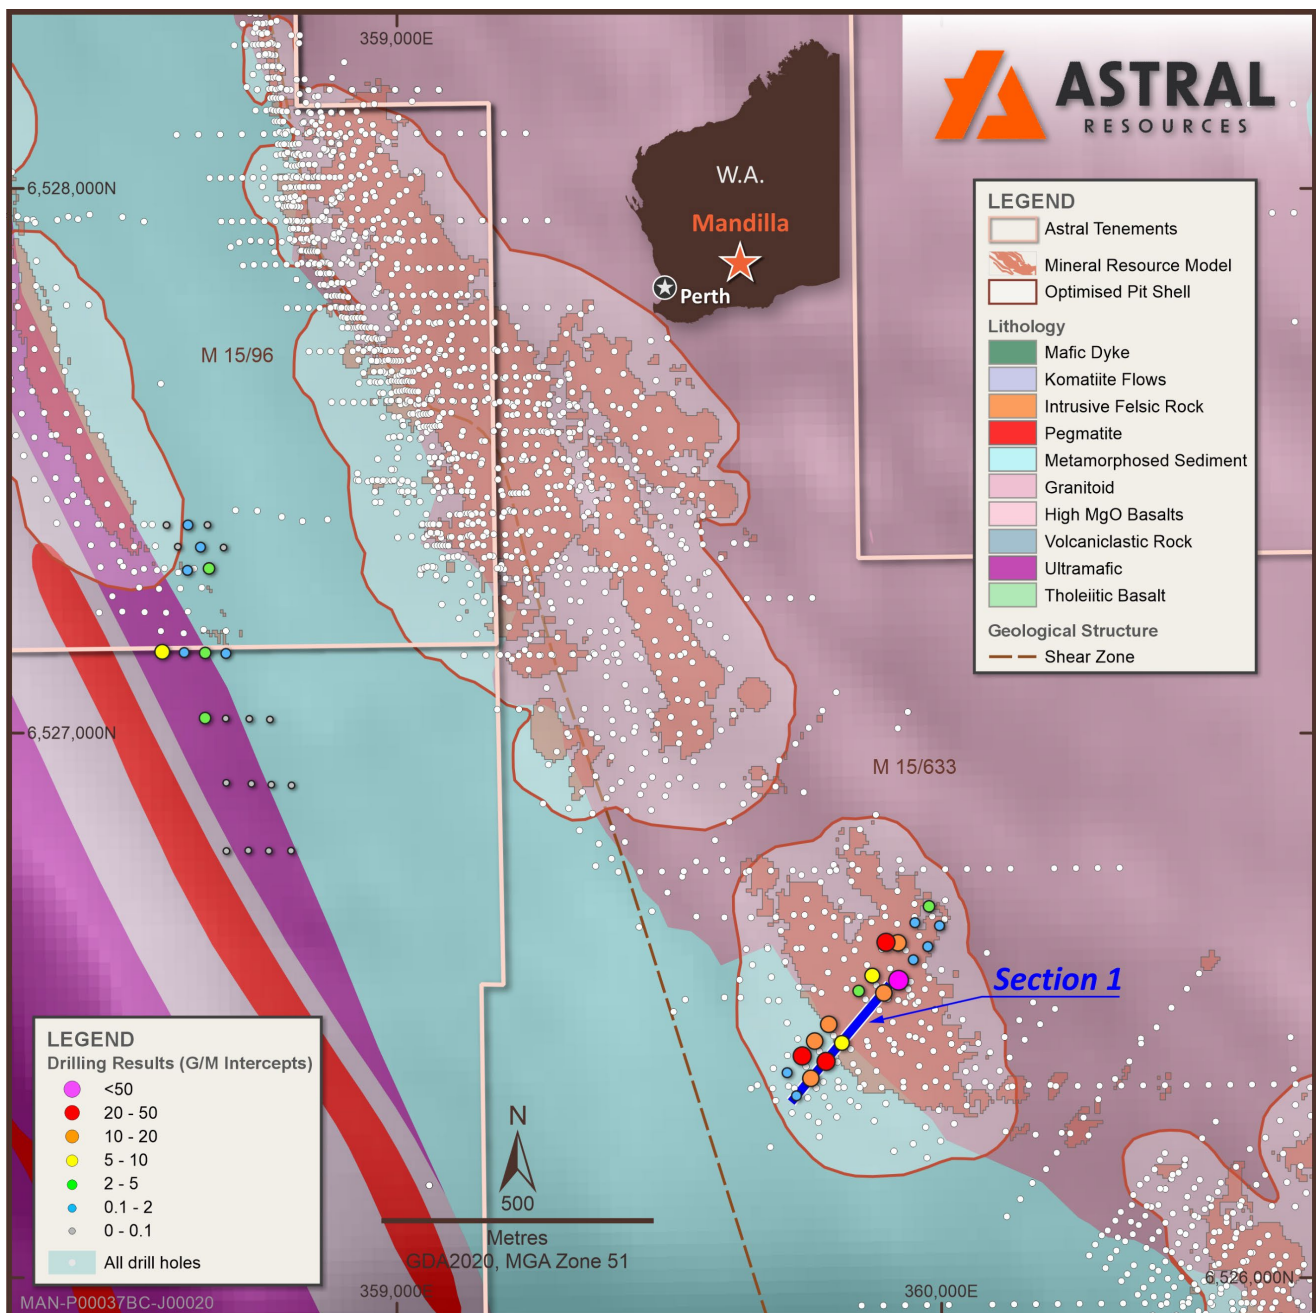 359,000E
ASTRAL
RESOURCES
W.A.
Mandilla
Perth
6,528,000N
M 15/96
LEGEND
Astral Tenements
Mineral Resource Model
Optimised Pit Shell
Lithology
Mafic Dyke
Komatiite Flows
Intrusive Felsic Rock
Pegmatite
Metamorphosed Sediment
Granitoid
High MgO Basalts
Volcaniclastic Rock
Ultramafic
Tholeiitic Basalt
Geological Structure
Shear Zone
6,527,000N
M 15/633
Section 1
LEGEND
Drilling Results (G/M Intercepts)
<50
20 - 50
10 - 20
5 - 10
2 - 5
0.1 - 2
0 - 0.1
All drill holes
N
500
Metres
GDA2020, MGA Zone 51
MAN-P00037BC-J00020
359,000E
360,000E
6,526,000N